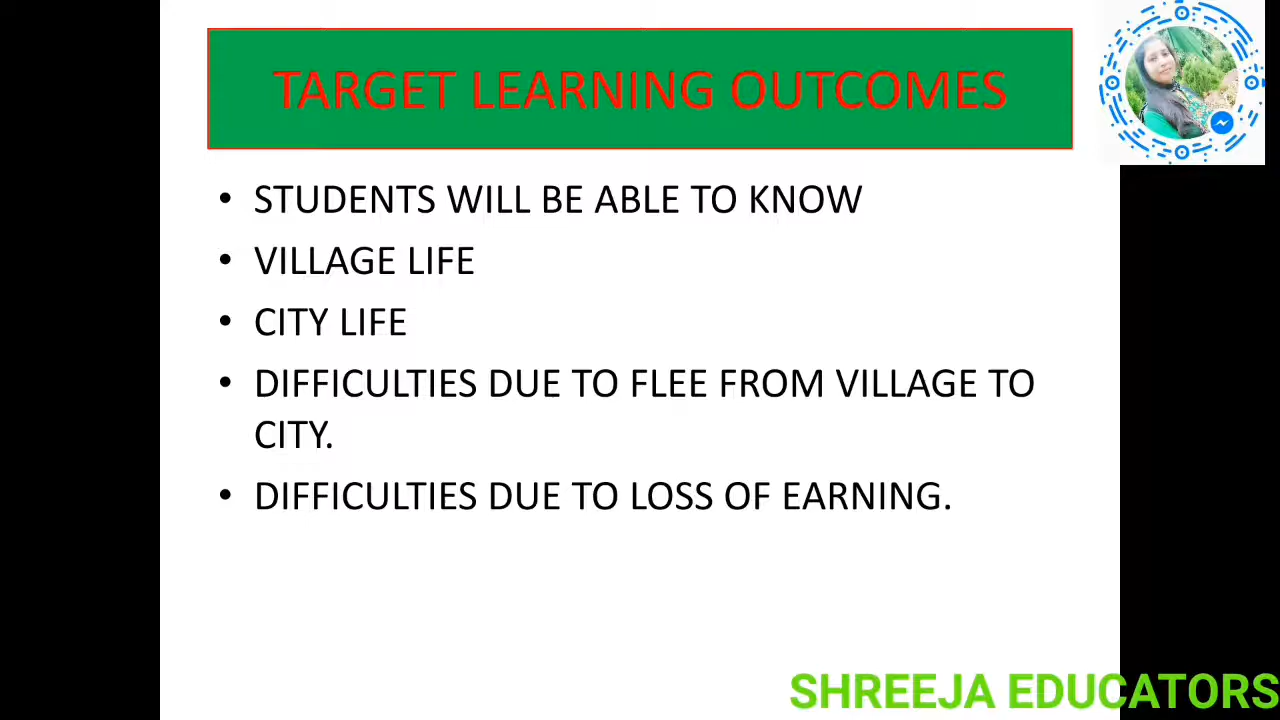 TARGET LEARNING OUTCOMES
• STUDENTS WILL BE ABLE TO KNOW
• VILLAGE LIFE
• CITY LIFE
• DIFFICULTIES DUE TO FLEE FROM VILLAGE TO
CITY.
• DIFFICULTIES DUE TO LOSS OF EARNING.
SHREEJA EDUCATORS